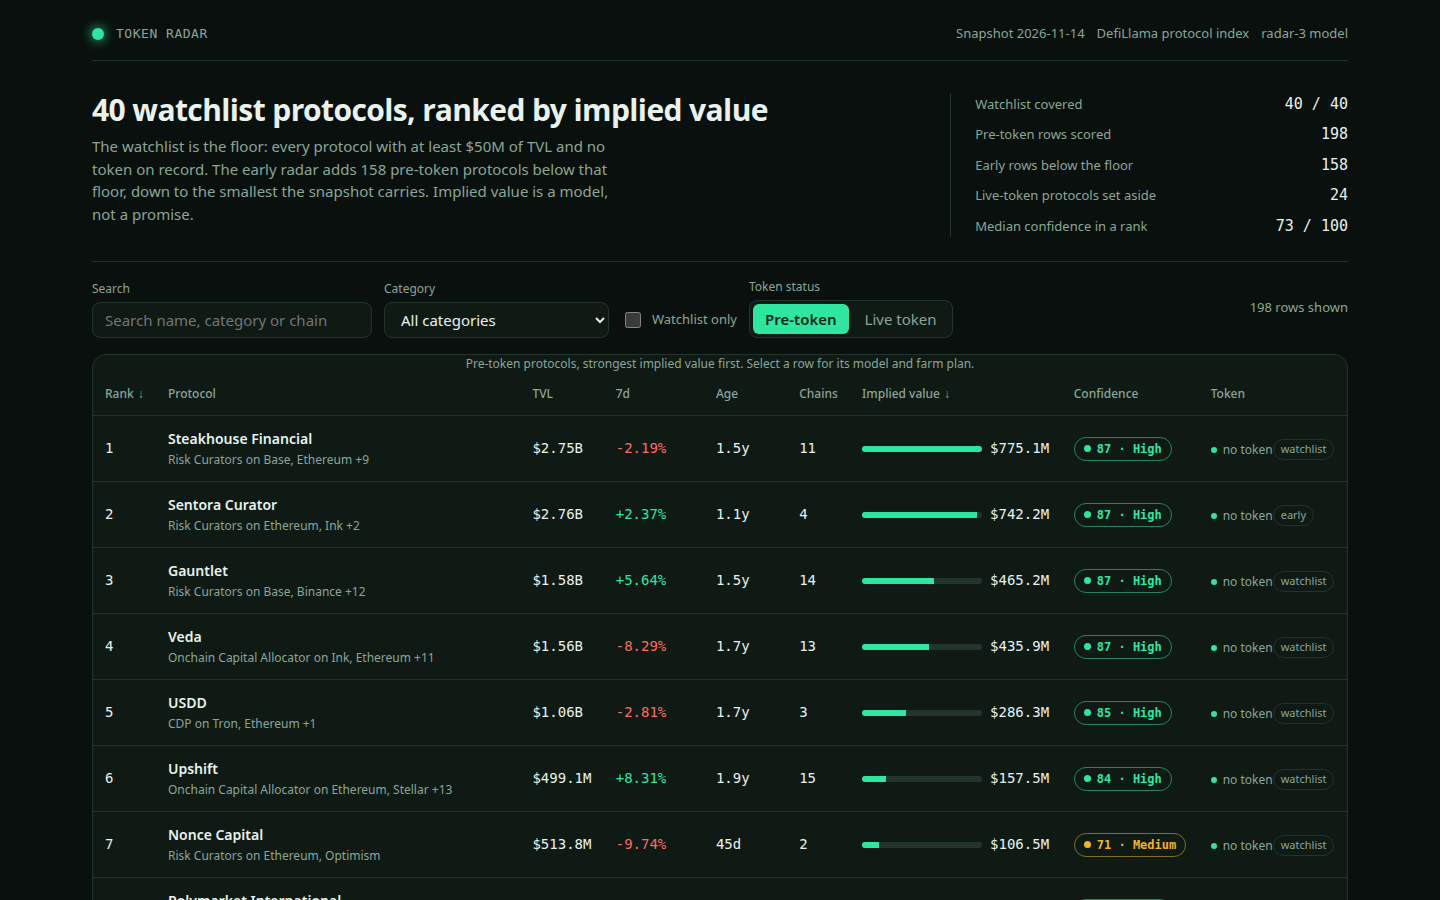 TOKEN RADAR
Snapshot 2026-11-14 DefiLlama protocol index radar-3 model
40 watchlist protocols, ranked by implied value
The watchlist is the floor: every protocol with at least $50M of TVL and no
token on record. The early radar adds 158 pre-token protocols below that
floor, down to the smallest the snapshot carries. Implied value is a model,
not a promise.
Watchlist covered 40 / 40
Pre-token rows scored 198
Early rows below the floor 158
Live-token protocols set aside 24
Median confidence in a rank 73 / 100
Search
Search name, category or chain
Category
All categories
Watchlist only
Token status
Pre-token Live token
198 rows shown
Pre-token protocols, strongest implied value first. Select a row for its model and farm plan.
Rank ↓ Protocol TVL 7d Age Chains Implied value ↓ Confidence Token
1 Steakhouse Financial $2.75B -2.19% 1.5y 11 $775.1M 87 · High no token watchlist
Risk Curators on Base, Ethereum +9
2 Sentora Curator $2.76B +2.37% 1.1y 4 $742.2M 87 · High no token early
Risk Curators on Ethereum, Ink +2
3 Gauntlet $1.58B +5.64% 1.5y 14 $465.2M 87 · High no token watchlist
Risk Curators on Base, Binance +12
4 Veda $1.56B -8.29% 1.7y 13 $435.9M 87 · High no token watchlist
Onchain Capital Allocator on Ink, Ethereum +11
5 USDD $1.06B -2.81% 1.7y 3 $286.3M 85 · High no token watchlist
CDP on Tron, Ethereum +1
6 Upshift $499.1M +8.31% 1.9y 15 $157.5M 84 · High no token watchlist
Onchain Capital Allocator on Ethereum, Stellar +13
7 Nonce Capital $513.8M -9.74% 45d 2 $106.5M 71 · Medium no token watchlist
Risk Curators on Ethereum, Optimism
Polymarket International